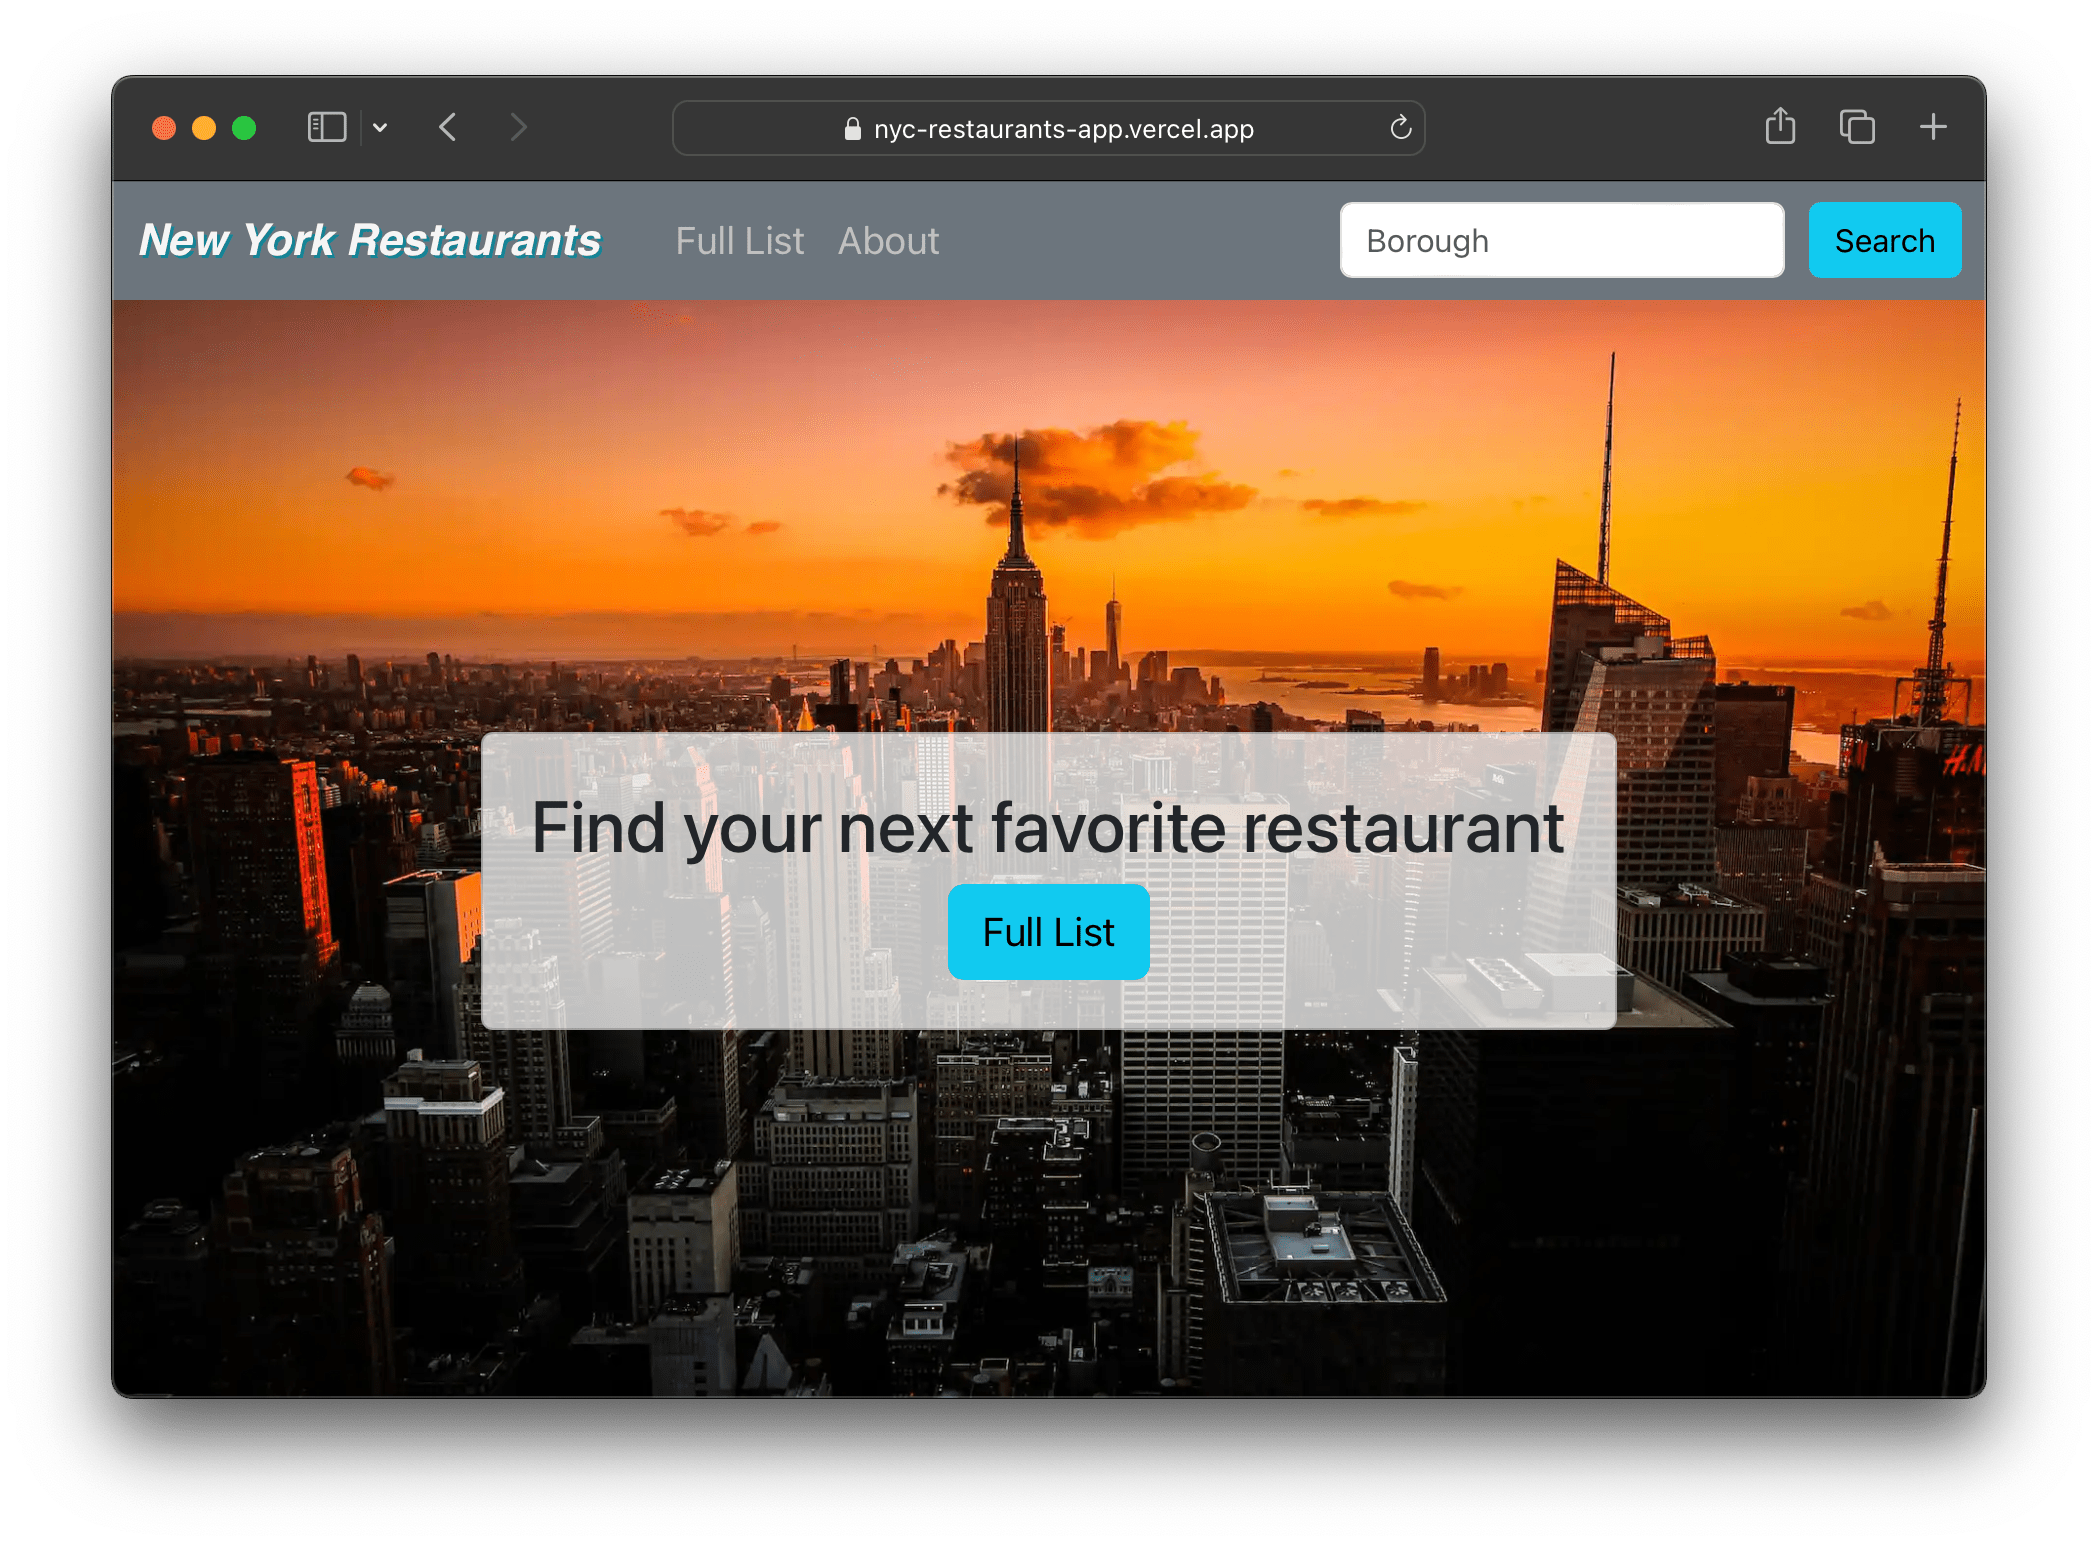 nyc-restaurants-app.vercel.app
New York Restaurants
Full List
About
Borough
Search
H&M
Find your next favorite restaurant
Full List